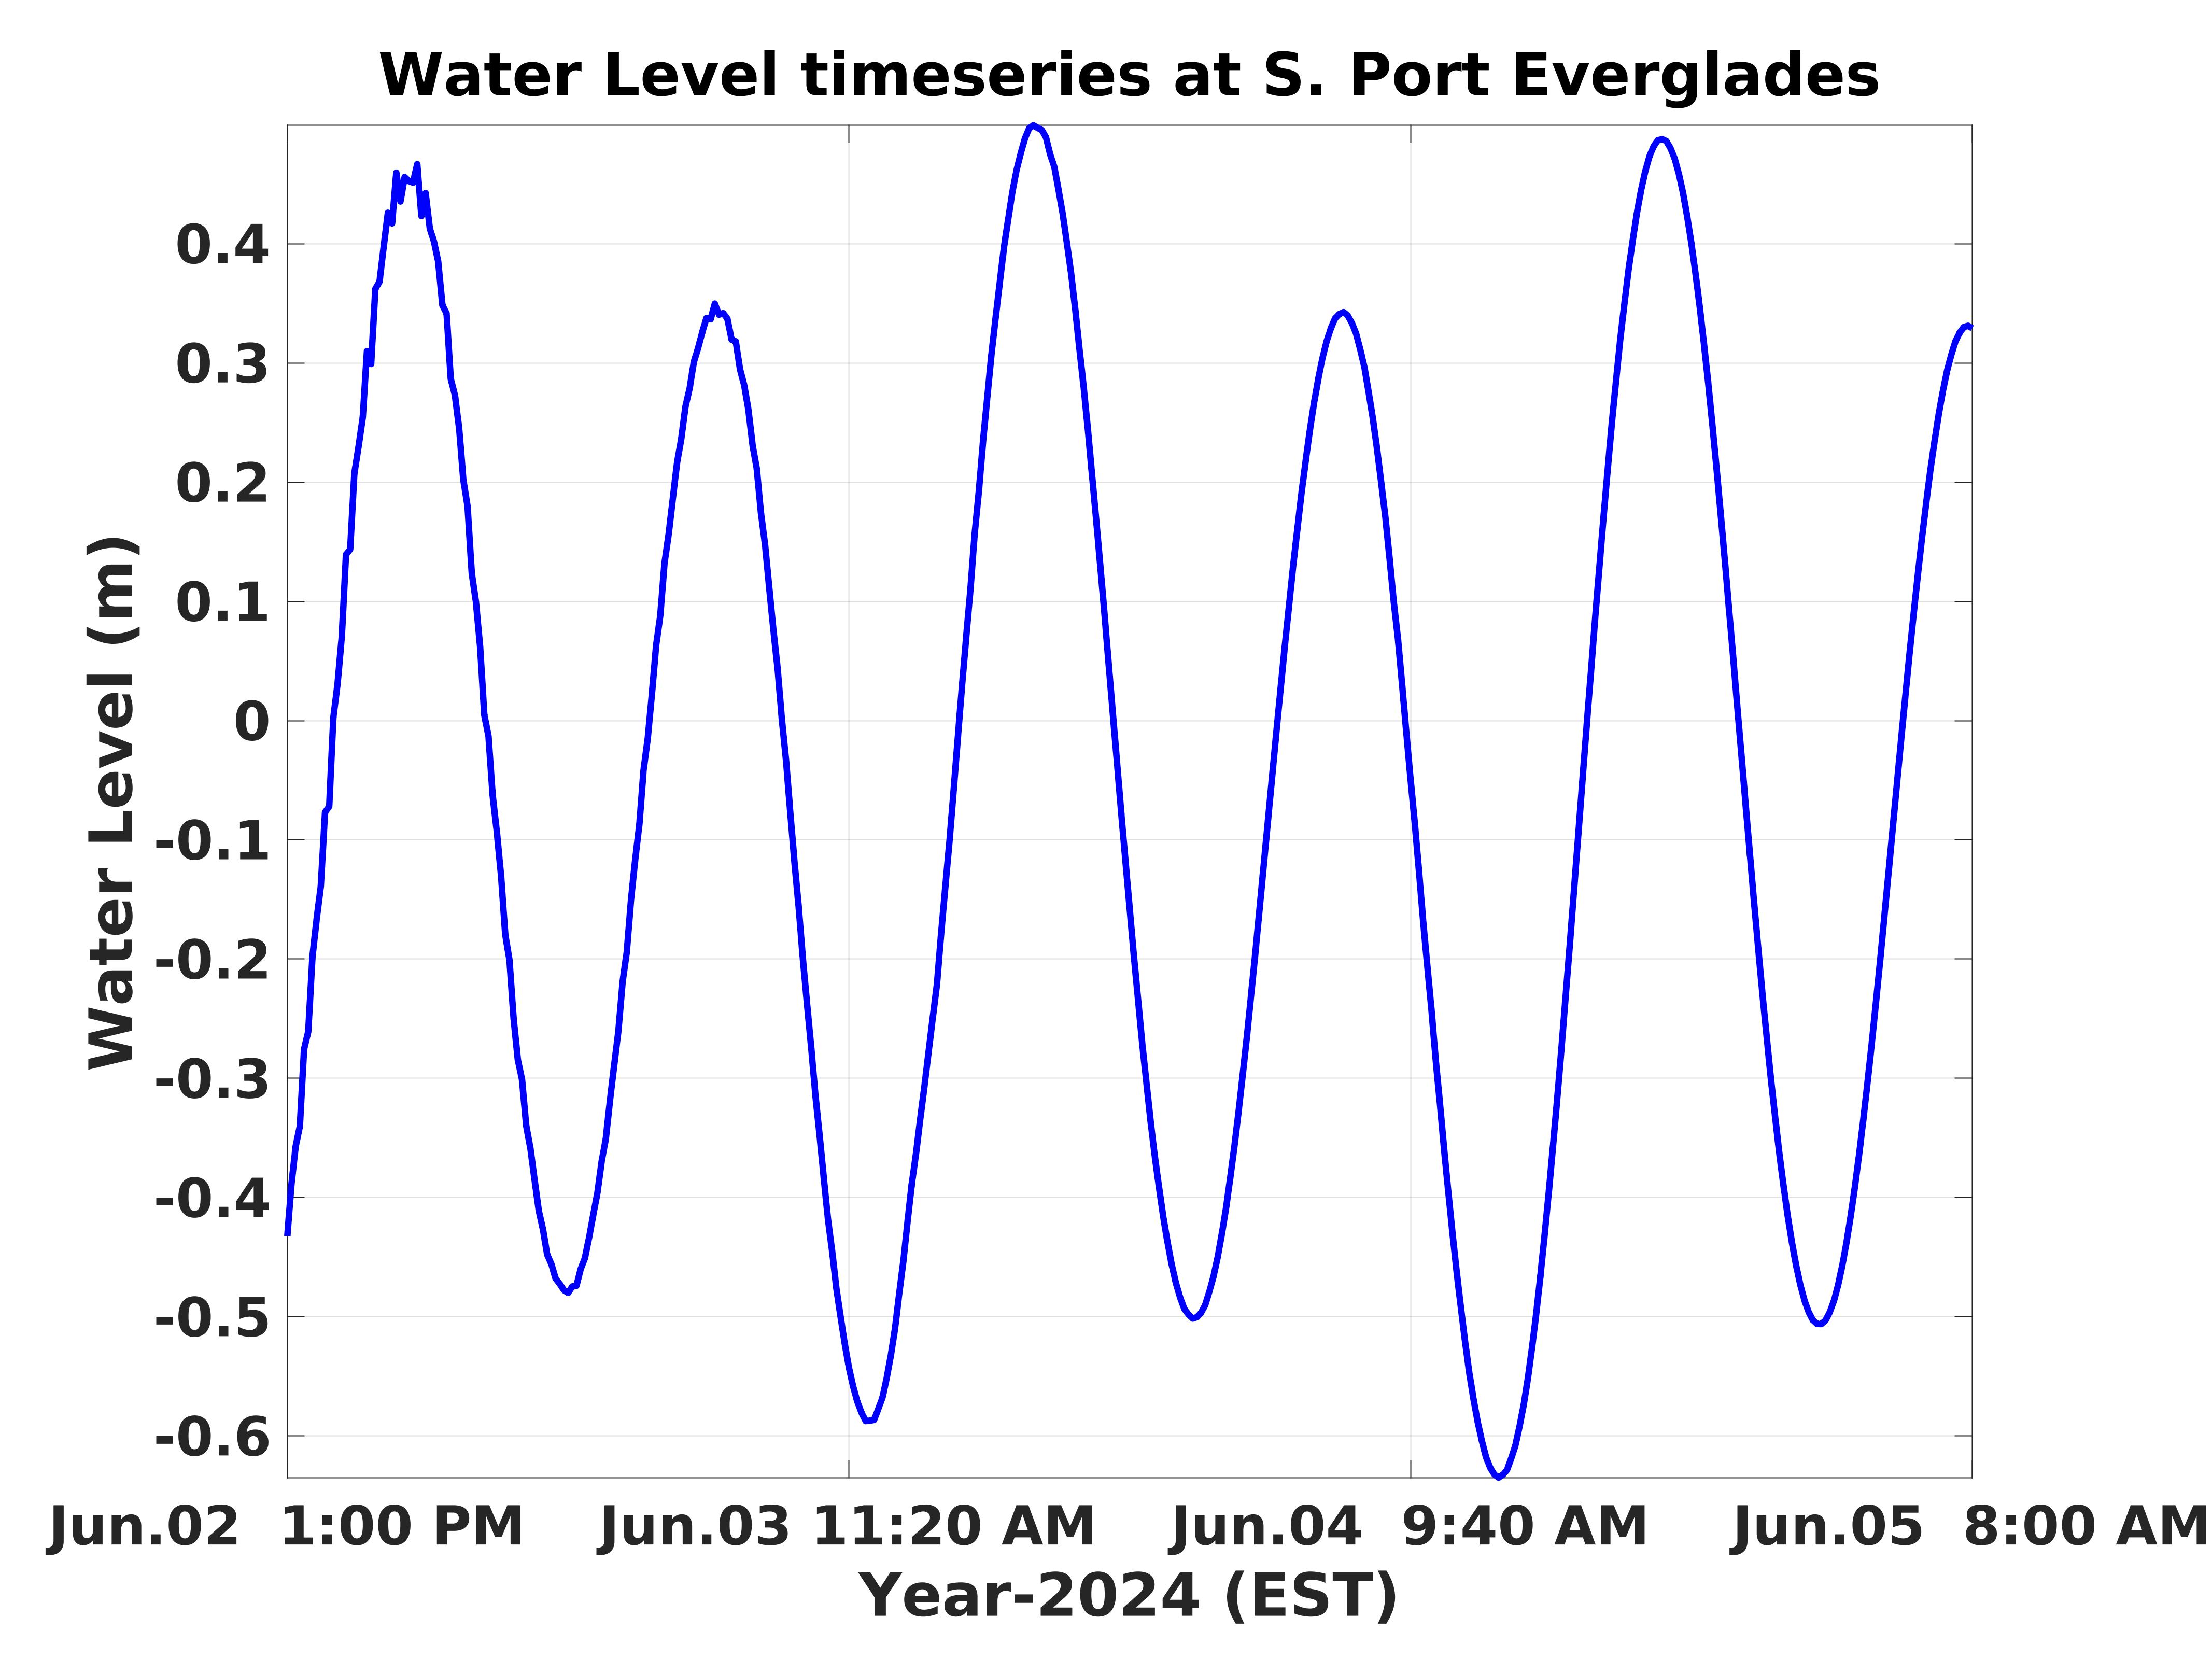 Water Level timeseries at S. Port Everglades
Water Level (m)
0.4
0.3
0.2
0.1
0
-0.1
-0.2
-0.3
-0.4
-0.5
-0.6
Jun.02 1:00 PM Jun.03 11:20 AM Jun.04 9:40 AM Jun.05 8:00 AM
Year-2024 (EST)